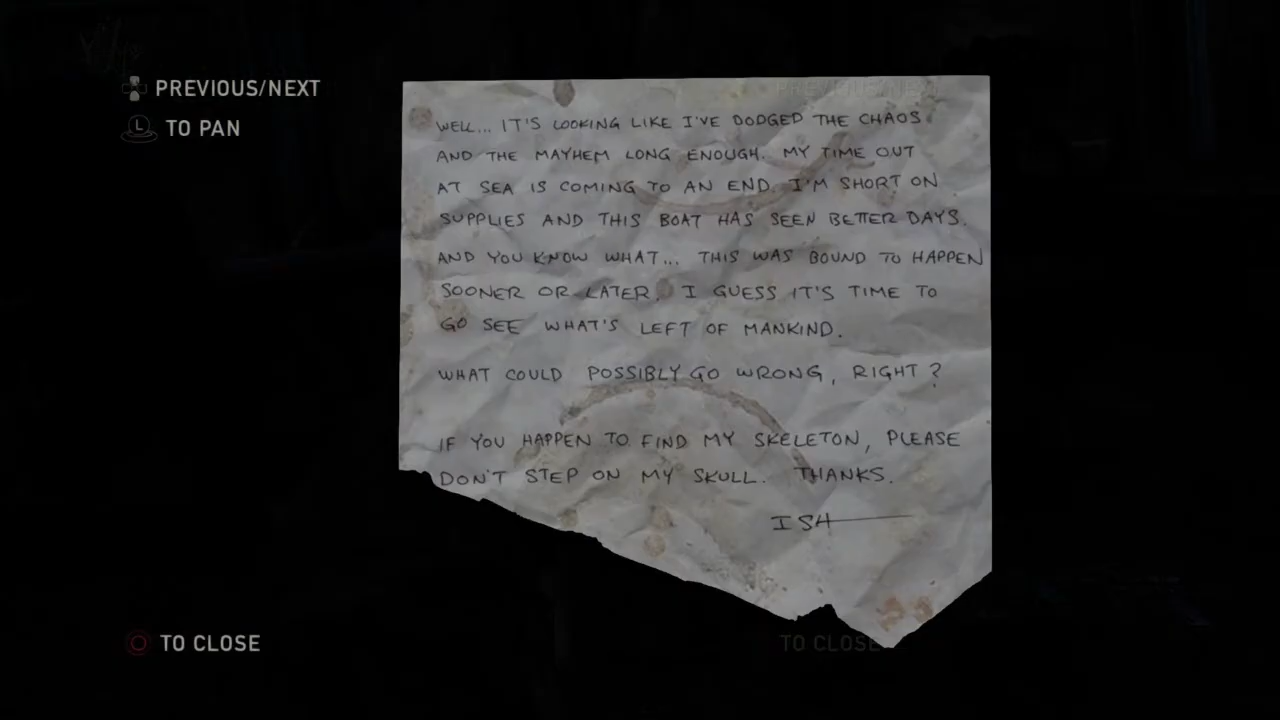 PREVIOUS/NEXT
L TO PAN
PREVIOUS/NEXT
WELL... IT'S LOOKING LIKE I'VE DODGED THE CHAOS
AND THE MAYHEM LONG ENOUGH. MY TIME OUT
AT SEA IS COMING TO AN END. I'M SHORT ON
SUPPLIES AND THIS BOAT HAS SEEN BETTER DAYS.
AND YOU KNOW WHAT... THIS WAS BOUND TO HAPPEN
SOONER OR LATER. I GUESS IT'S TIME TO
GO SEE WHAT'S LEFT OF MANKIND.
WHAT COULD POSSIBLY GO WRONG, RIGHT?
IF YOU HAPPEN TO FIND MY SKELETON, PLEASE
DON'T STEP ON MY SKULL. THANKS.
ISH
TO CLOSE
TO CLOSE